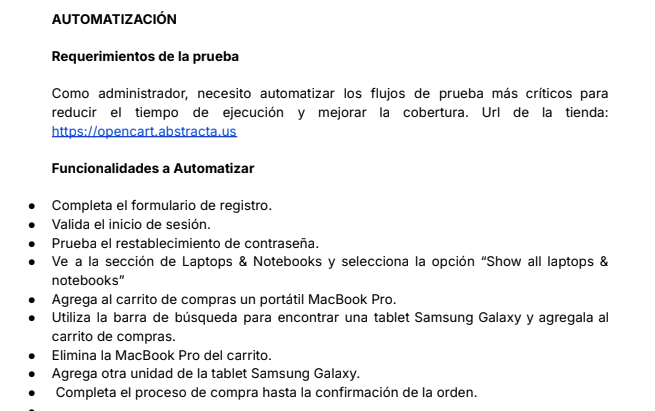 AUTOMATIZACIÓN
Requerimientos de la prueba
Como administrador, necesito automatizar los flujos de prueba más críticos para
reducir el tiempo de ejecución y mejorar la cobertura. Url de la tienda:
https://opencart.abstracta.us
Funcionalidades a Automatizar
● Completa el formulario de registro.
● Valida el inicio de sesión.
● Prueba el restablecimiento de contraseña.
● Ve a la sección de Laptops & Notebooks y selecciona la opción “Show all laptops &
notebooks”
● Agrega al carrito de compras un portátil MacBook Pro.
● Utiliza la barra de búsqueda para encontrar una tablet Samsung Galaxy y agregala al
carrito de compras.
● Elimina la MacBook Pro del carrito.
● Agrega otra unidad de la tablet Samsung Galaxy.
● Completa el proceso de compra hasta la confirmación de la orden.